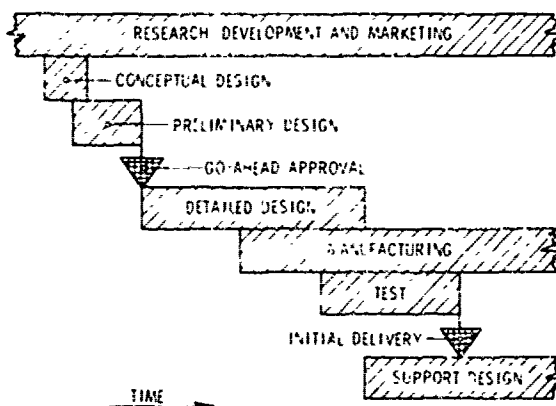 RESEARCH DEVELOPMENT AND MARKETING
CONCEPTUAL DESIGN
PRELIMINARY DESIGN
GO-AHEAD APPROVAL
DETAILED DESIGN
MANUFACTURING
TEST
INITIAL DELIVERY
SUPPORT DESIGN
TIME